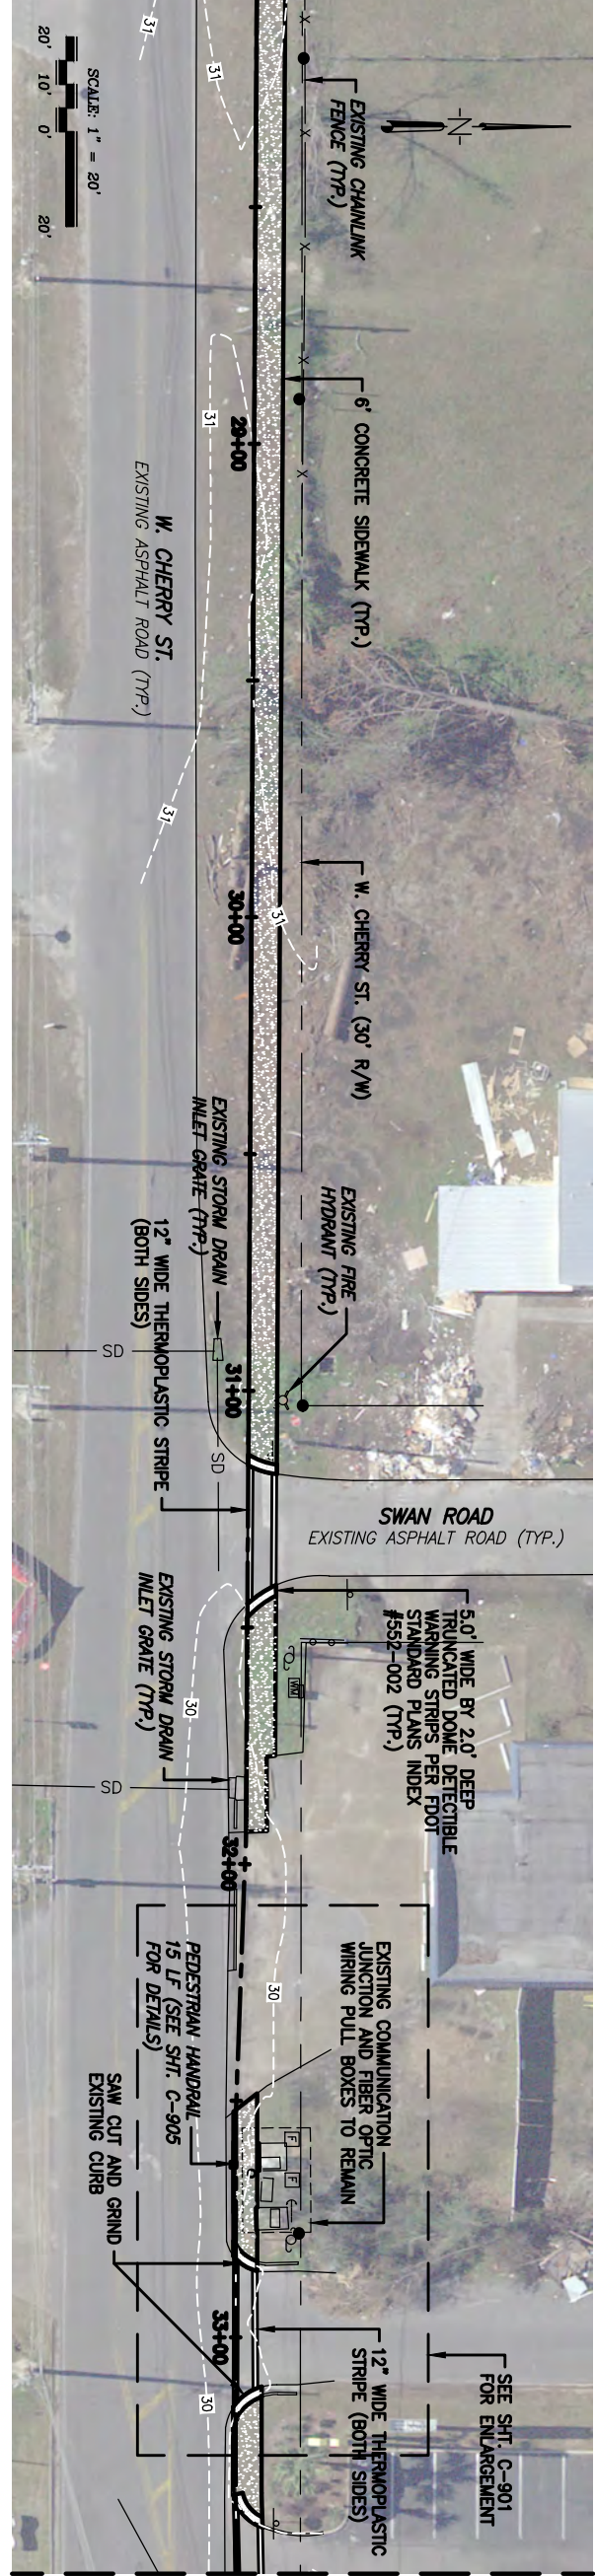 N
SCALE: 1" = 20'
20'
10'
0'
20'
31
31
EXISTING CHAINLINK
FENCE (TYP.)
X
X
X
X
X
6' CONCRETE SIDEWALK (TYP.)
31
29+00
W. CHERRY ST.
EXISTING ASPHALT ROAD (TYP.)
31
W. CHERRY ST. (30' R/W)
31
30+00
EXISTING STORM DRAIN
INLET GRATE (TYP.)
EXISTING FIRE
HYDRANT (TYP.)
12" WIDE THERMOPLASTIC STRIPE
(BOTH SIDES)
SD
31+00
SD
SWAN ROAD
EXISTING ASPHALT ROAD (TYP.)
5.0' WIDE BY 2.0' DEEP
TRUNCATED DOME DETECTIBLE
WARNING STRIPS PER FDOT
STANDARD PLANS INDEX
#552-002 (TYP.)
EXISTING STORM DRAIN
INLET GRATE (TYP.)
WM
30
SD
32+00
30
EXISTING COMMUNICATION
JUNCTION AND FIBER OPTIC
WIRING PULL BOXES TO REMAIN
PEDESTRIAN HANDRAIL
15 LF (SEE SHT. C-905
FOR DETAILS)
F
F
SAW CUT AND GRIND
EXISTING CURB
33+00
12" WIDE THERMOPLASTIC
STRIPE (BOTH SIDES)
SEE SHT. C-901
FOR ENLARGEMENT
30